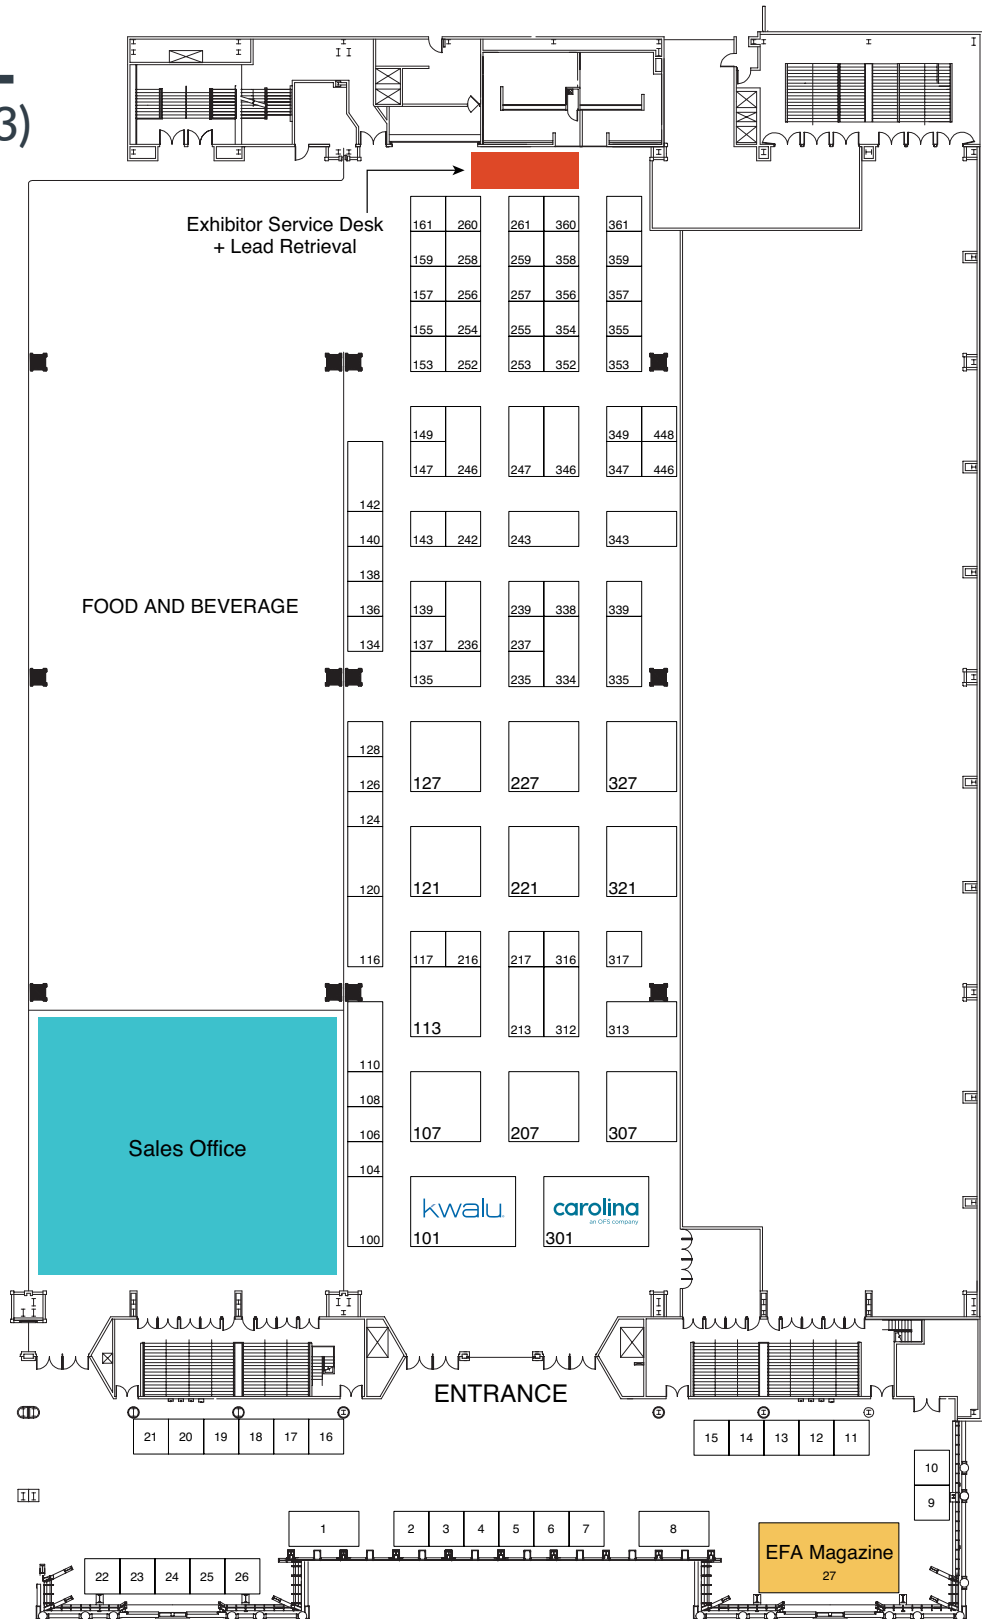 3)
Exhibitor Service Desk
+ Lead Retrieval
161 260 261 360 361
159 258 259 358 359
157 256 257 356 357
155 254 255 354 355
153 252 253 352 353
149 349 448
147 246 247 346 347 446
142
140 143 242 243 343
138
FOOD AND BEVERAGE
136 139 239 338 339
134 137 236 237
135 235 334 335
128
126 127 227 327
124
120 121 221 321
116 117 216 217 316 317
113 213 312 313
110
108
106 107 207 307
Sales Office
104
kwalu
carolina
an OFS company
100 101 301
ENTRANCE
21 20 19 18 17 16 15 14 13 12 11
10
9
1 2 3 4 5 6 7 8
EFA Magazine
27
22 23 24 25 26